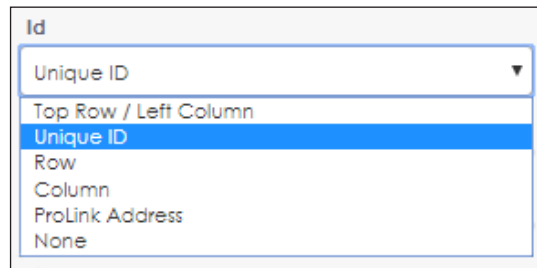 Id
Unique ID
Top Row / Left Column
Unique ID
Row
Column
ProLink Address
None